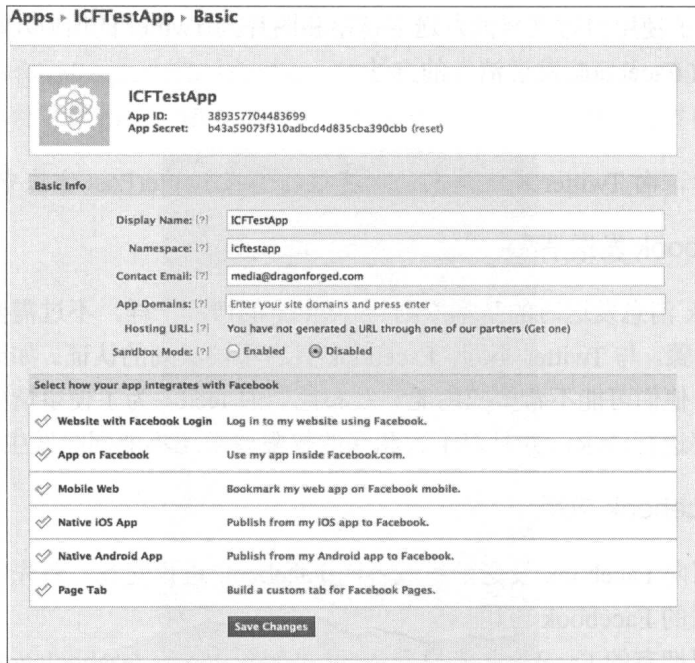 Apps ▸ ICFTestApp ▸ Basic
ICFTestApp
App ID: 389357704483699
App Secret: b43a59073f310adbcd4d835cba390cbb (reset)
Basic Info
Display Name: [?] ICFTestApp
Namespace: [?] icftestapp
Contact Email: [?] media@dragonforged.com
App Domains: [?] Enter your site domains and press enter
Hosting URL: [?] You have not generated a URL through one of our partners (Get one)
Sandbox Mode: [?] Enabled Disabled
Select how your app integrates with Facebook
Website with Facebook Login Log in to my website using Facebook.
App on Facebook Use my app inside Facebook.com.
Mobile Web Bookmark my web app on Facebook mobile.
Native iOS App Publish from my iOS app to Facebook.
Native Android App Publish from my Android app to Facebook.
Page Tab Build a custom tab for Facebook Pages.
Save Changes